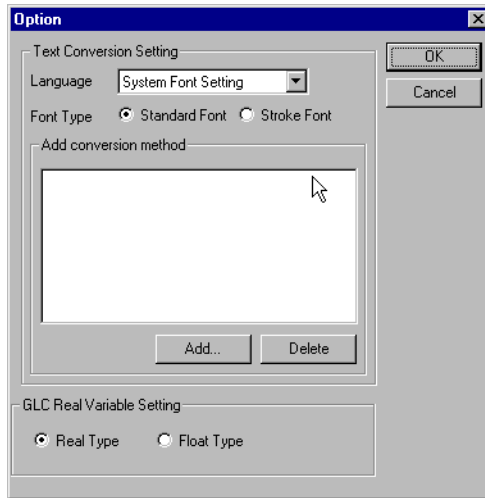 Option
Text Conversion Setting
OK
Language System Font Setting
Cancel
Font Type Standard Font Stroke Font
Add conversion method
Add... Delete
GLC Real Variable Setting
Real Type Float Type